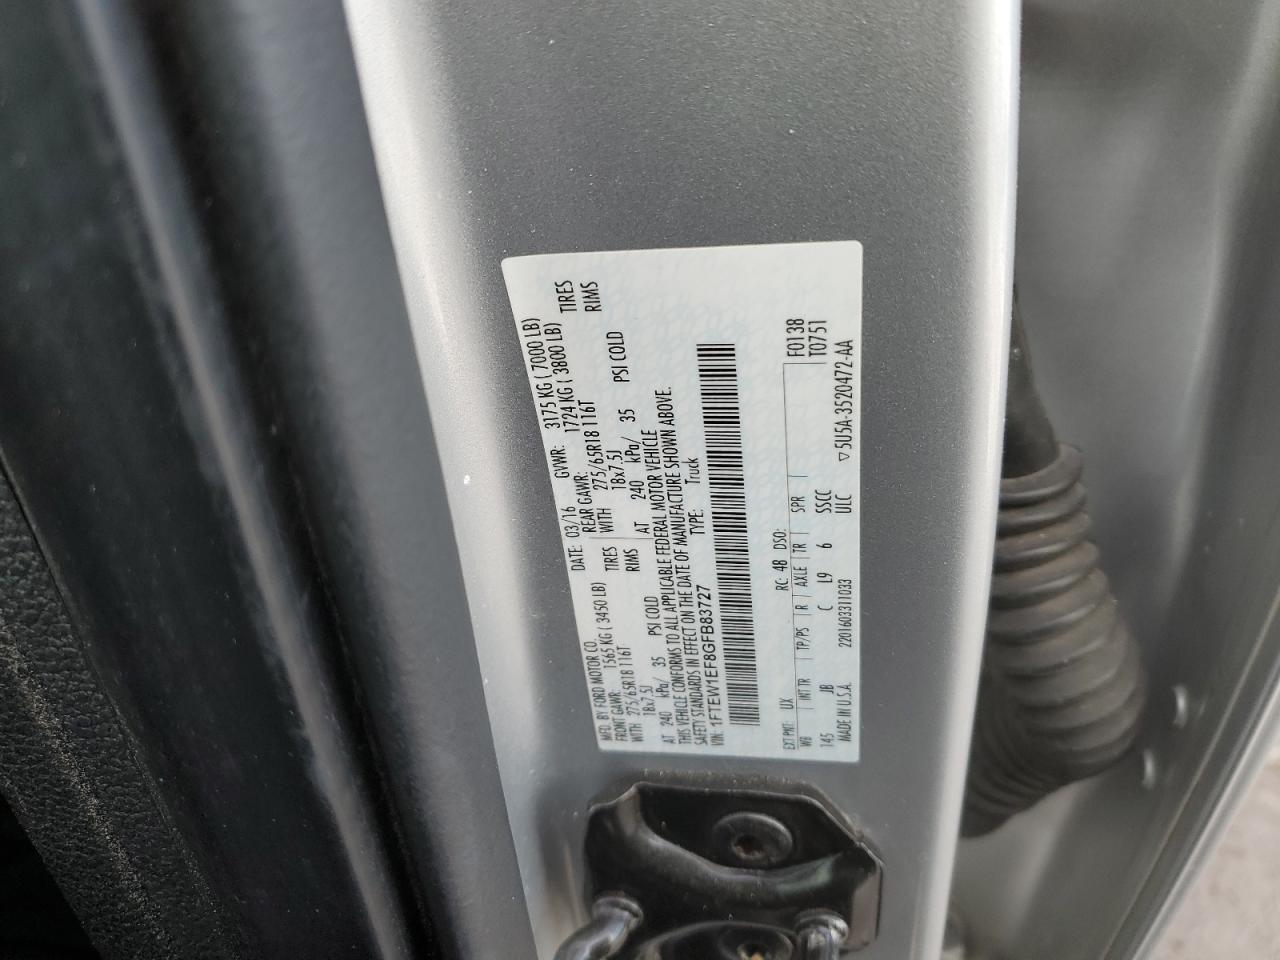 MFD. BY FORD MOTOR CO.
DATE: 03/16 GVWR: 3175 KG ( 7000 LB)
FRONT GAWR: 1565 KG ( 3450 LB) REAR GAWR: 1724 KG ( 3800 LB)
WITH 275/65R18 116T TIRES WITH 275/65R18 116T TIRES
18x7.5J RIMS 18x7.5J RIMS
AT 240 kPa/ 35 PSI COLD AT 240 kPa/ 35 PSI COLD
THIS VEHICLE CONFORMS TO ALL APPLICABLE FEDERAL MOTOR VEHICLE
SAFETY STANDARDS IN EFFECT ON THE DATE OF MANUFACTURE SHOWN ABOVE.
VIN: 1FTEW1EF8GFB83727 TYPE: Truck
F0138
T0751
EXT PNT: UX RC: 48 DSO:
WB INT TR TP/PS R AXLE TR SPR
145 JB C L9 6 SSCC
MADE IN U.S.A. 2201603311033 ULC ▽5U5A-3520472-AA